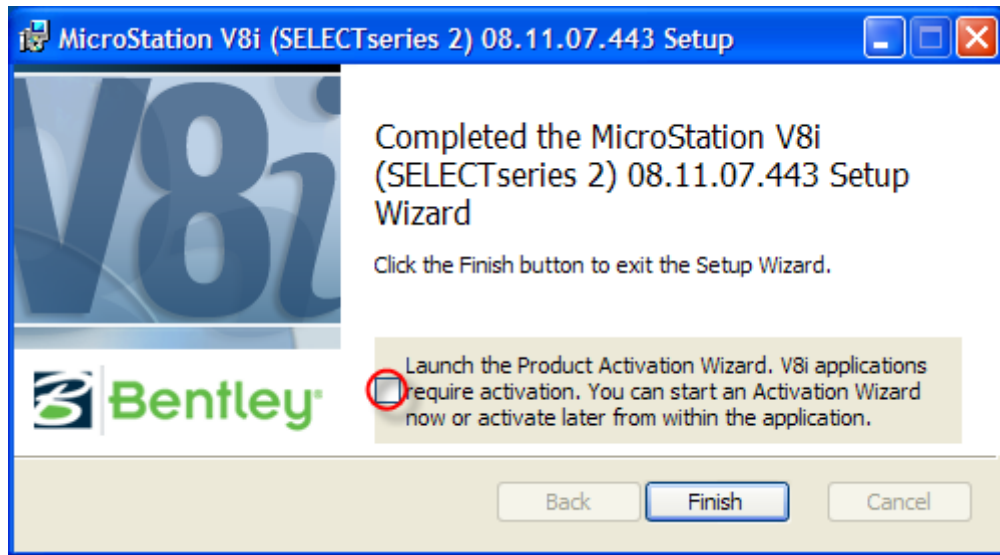 MicroStation V8i (SELECTseries 2) 08.11.07.443 Setup
V8i
Completed the MicroStation V8i
(SELECTseries 2) 08.11.07.443 Setup
Wizard
Click the Finish button to exit the Setup Wizard.
Launch the Product Activation Wizard. V8i applications
require activation. You can start an Activation Wizard
now or activate later from within the application.
Bentley
Back Finish Cancel